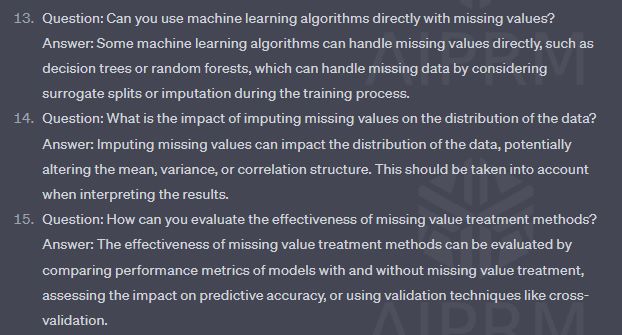 13. Question: Can you use machine learning algorithms directly with missing values?
Answer: Some machine learning algorithms can handle missing values directly, such as
decision trees or random forests, which can handle missing data by considering
surrogate splits or imputation during the training process.
14. Question: What is the impact of imputing missing values on the distribution of the data?
Answer: Imputing missing values can impact the distribution of the data, potentially
altering the mean, variance, or correlation structure. This should be taken into account
when interpreting the results.
15. Question: How can you evaluate the effectiveness of missing value treatment methods?
Answer: The effectiveness of missing value treatment methods can be evaluated by
comparing performance metrics of models with and without missing value treatment,
assessing the impact on predictive accuracy, or using validation techniques like cross-
validation.
AIPRM
AIPRM